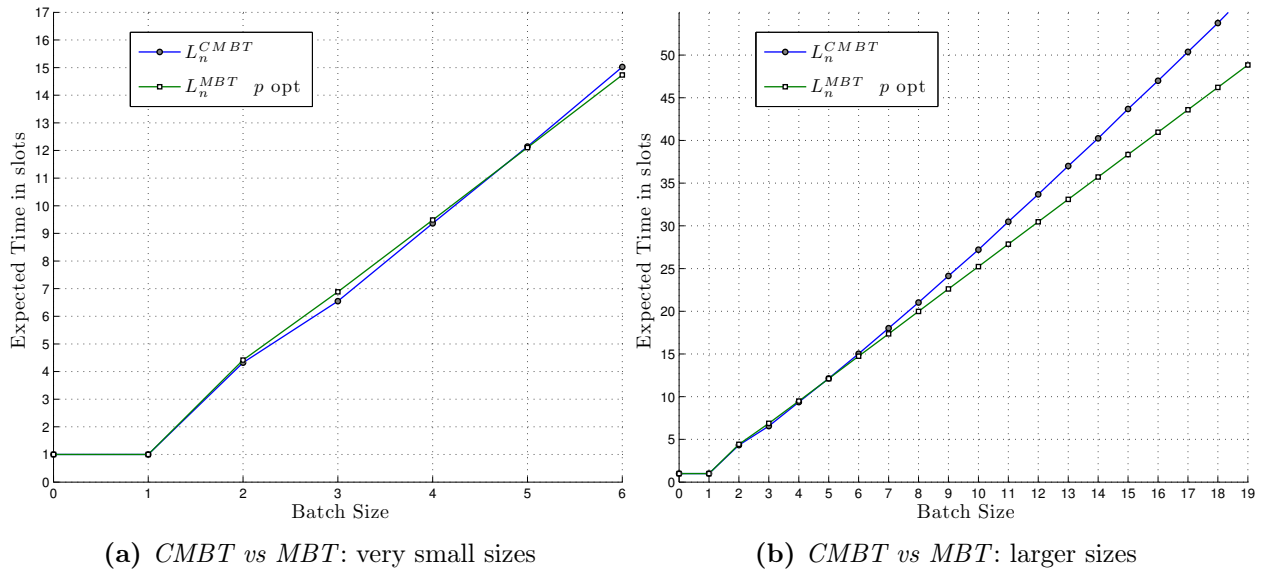 17
16
15
14
13
12
11
10
9
8
7
6
5
4
3
2
1
0
Expected Time in slots
L_n^{CMBT}
L_n^{MBT} p opt
0 1 2 3 4 5 6
Batch Size
(a) CMBT vs MBT: very small sizes
50
45
40
35
30
25
20
15
10
5
0
Expected Time in slots
L_n^{CMBT}
L_n^{MBT} p opt
0 1 2 3 4 5 6 7 8 9 10 11 12 13 14 15 16 17 18 19
Batch Size
(b) CMBT vs MBT: larger sizes